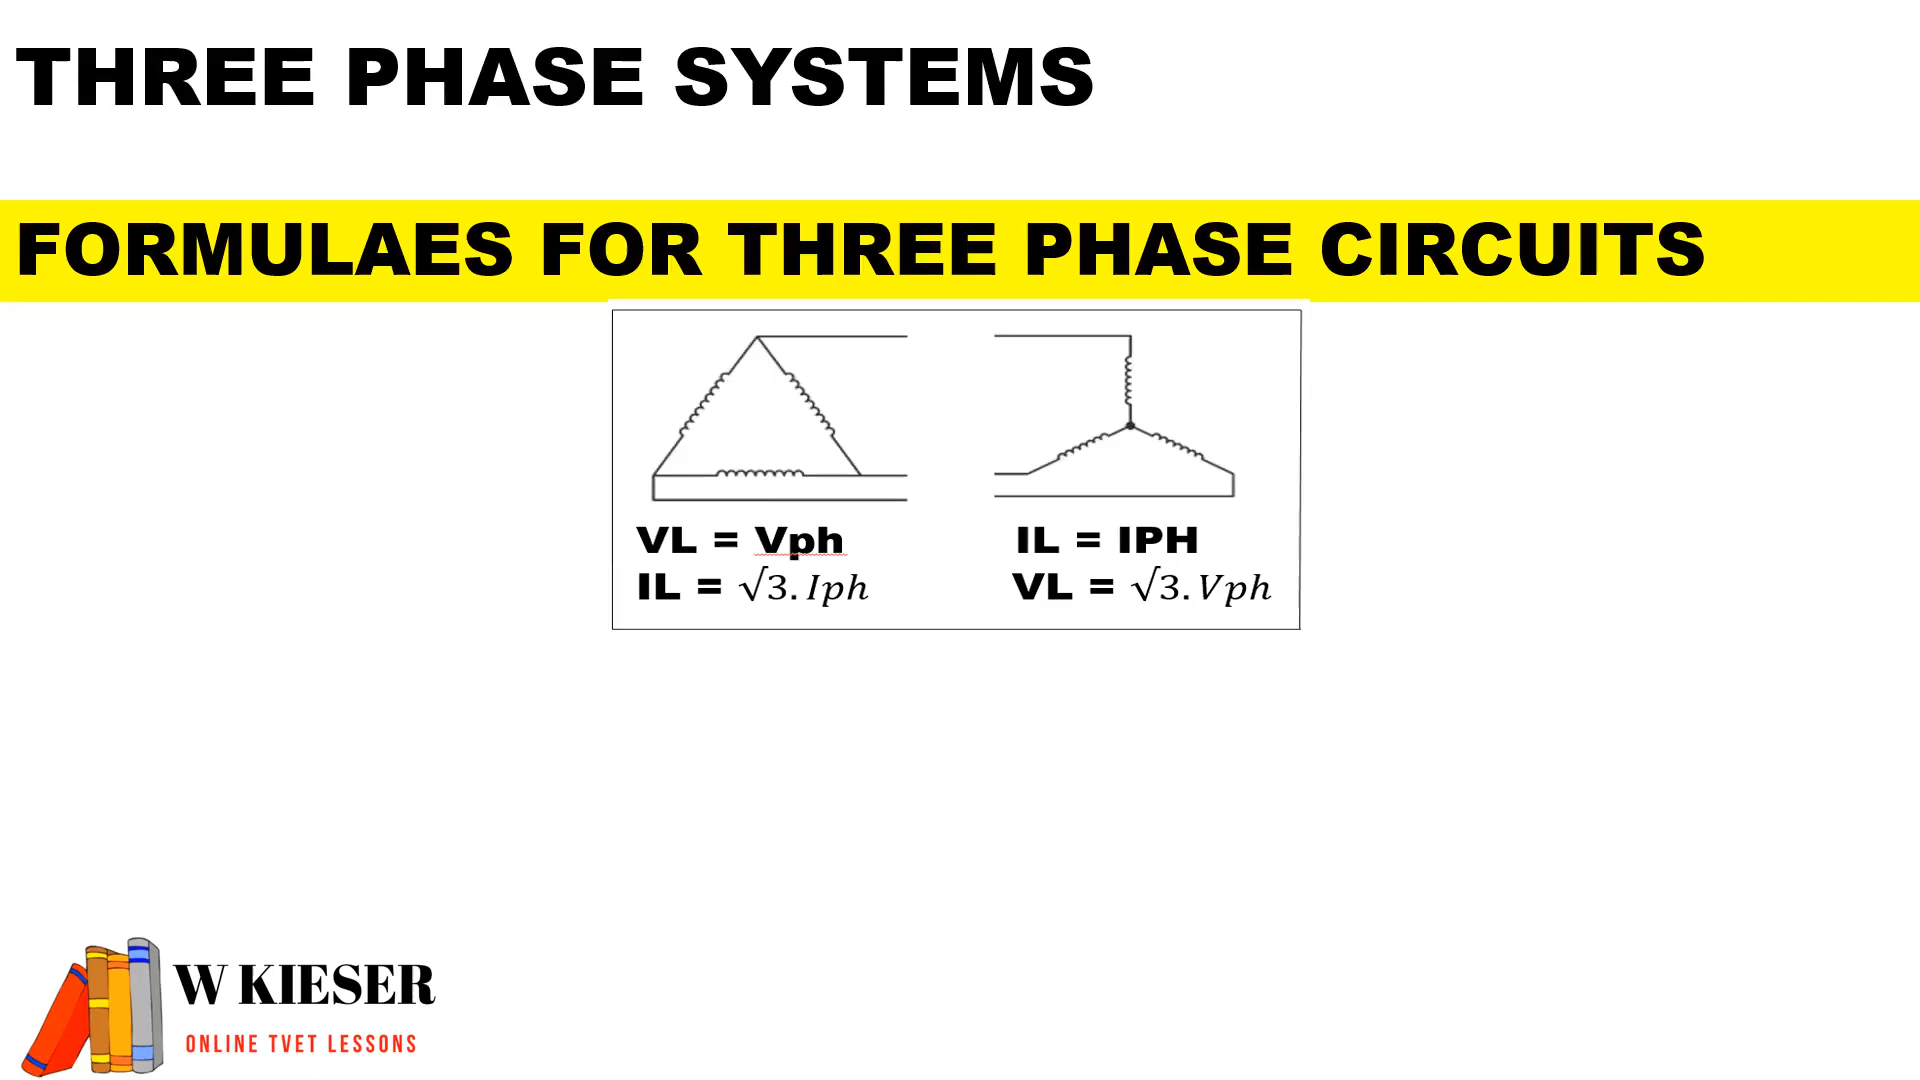 THREE PHASE SYSTEMS
FORMULAES FOR THREE PHASE CIRCUITS
VL = Vph
IL = √3.Iph
IL = IPH
VL = √3.Vph
W KIESER
ONLINE TVET LESSONS